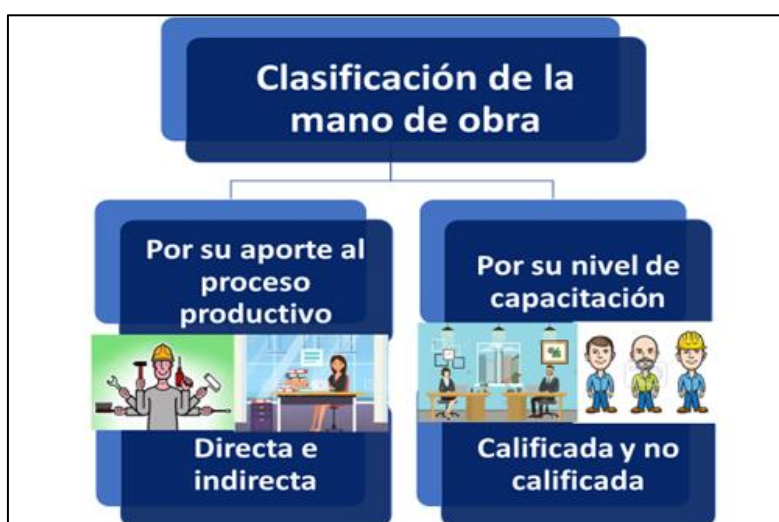 Clasificación de la
mano de obra
Por su aporte al
proceso
productivo
Por su nivel de
capacitación
Directa e
indirecta
Calificada y no
calificada